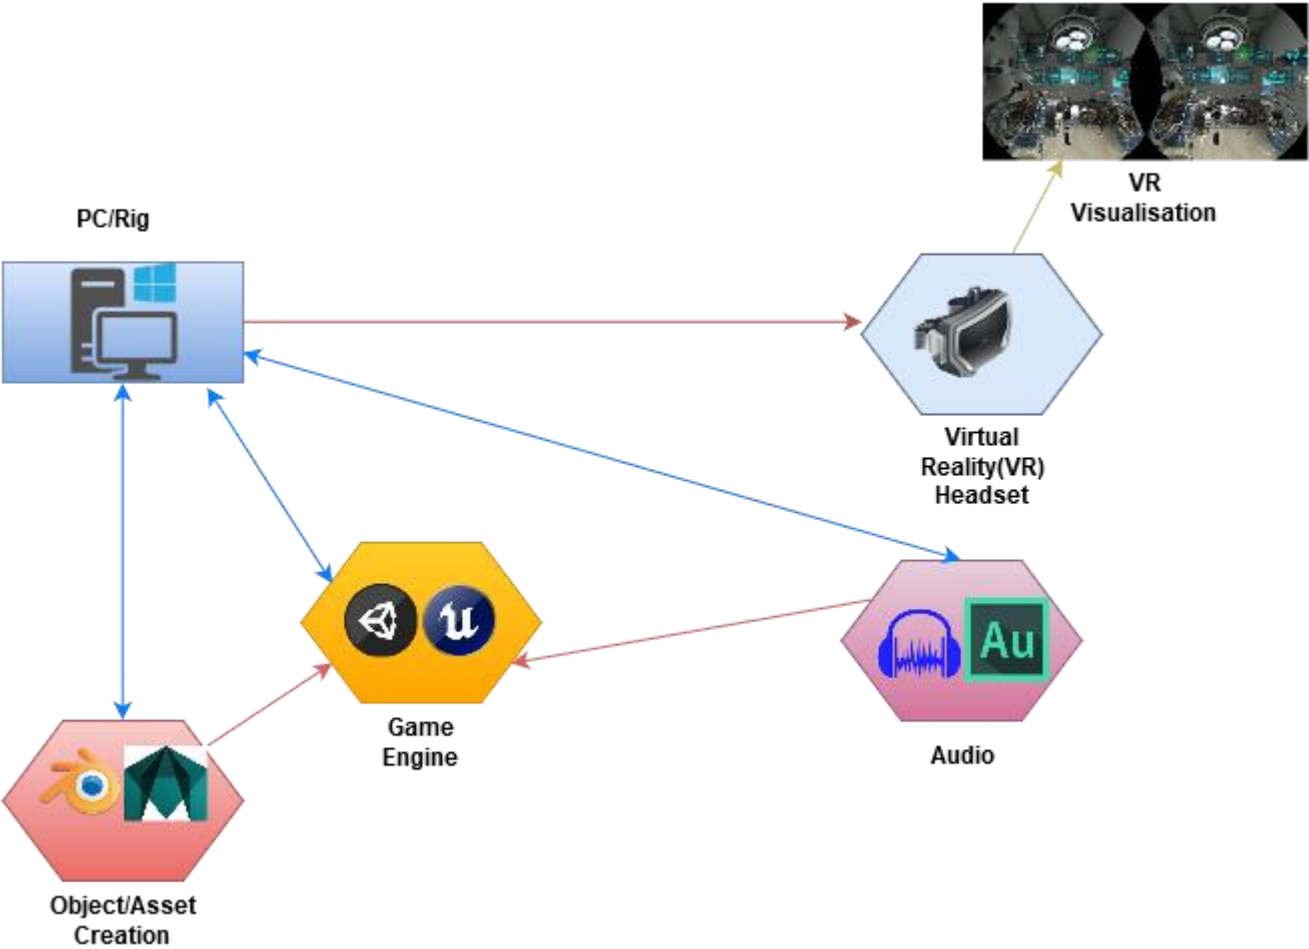 VR
Visualisation
PC/Rig
Virtual
Reality(VR)
Headset
Game
Engine
Au
Audio
Object/Asset
Creation